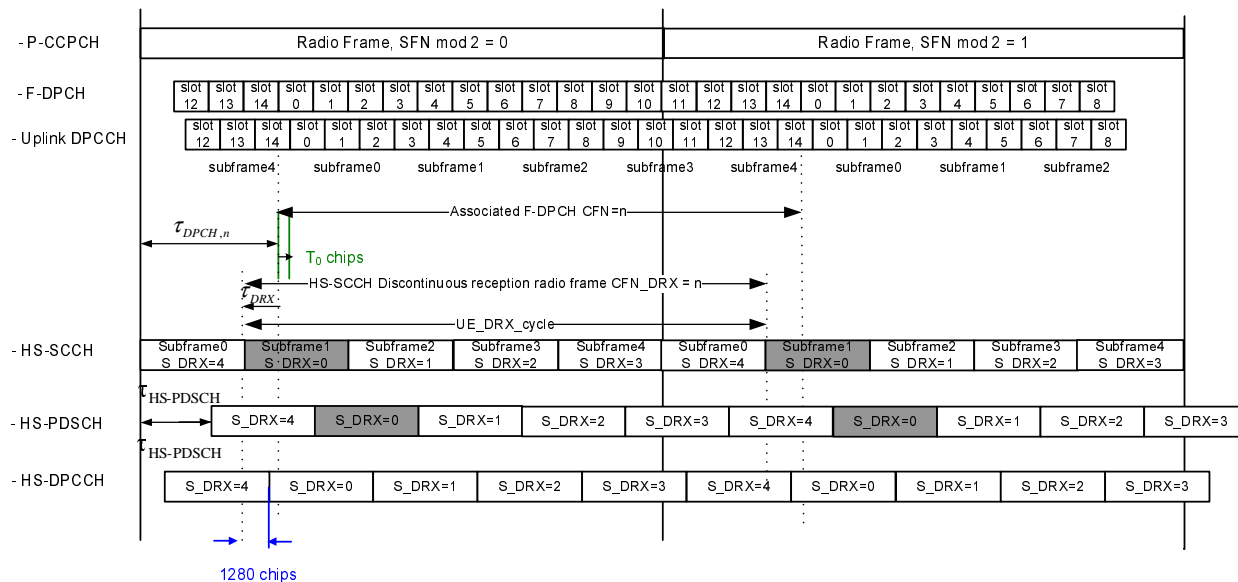 - P-CCPCH
Radio Frame, SFN mod 2 = 0
Radio Frame, SFN mod 2 = 1
- F-DPCH
slot 12 slot 13 slot 14 slot 0 slot 1 slot 2 slot 3 slot 4 slot 5 slot 6 slot 7 slot 8 slot 9 slot 10 slot 11 slot 12 slot 13 slot 14 slot 0 slot 1 slot 2 slot 3 slot 4 slot 5 slot 6 slot 7 slot 8
- Uplink DPCCH
slot 12 slot 13 slot 14 slot 0 slot 1 slot 2 slot 3 slot 4 slot 5 slot 6 slot 7 slot 8 slot 9 slot 10 slot 11 slot 12 slot 13 slot 14 slot 0 slot 1 slot 2 slot 3 slot 4 slot 5 slot 6 slot 7 slot 8
subframe4 subframe0 subframe1 subframe2 subframe3 subframe4 subframe0 subframe1 subframe2
Associated F-DPCH CFN=n
τDPCH,n
T0 chips
HS-SCCH Discontinuous reception radio frame CFN_DRX = n
τDRX
UE_DRX_cycle
- HS-SCCH
Subframe0 Subframe1 Subframe2 Subframe3 Subframe4 Subframe0 Subframe1 Subframe2 Subframe3 Subframe4
S_DRX=4 S_DRX=0 S_DRX=1 S_DRX=2 S_DRX=3 S_DRX=4 S_DRX=0 S_DRX=1 S_DRX=2 S_DRX=3
τHS-PDSCH
- HS-PDSCH
S_DRX=4 S_DRX=0 S_DRX=1 S_DRX=2 S_DRX=3 S_DRX=4 S_DRX=0 S_DRX=1 S_DRX=2 S_DRX=3
τHS-PDSCH
- HS-DPCCH
S_DRX=4 S_DRX=0 S_DRX=1 S_DRX=2 S_DRX=3 S_DRX=4 S_DRX=0 S_DRX=1 S_DRX=2 S_DRX=3
1280 chips